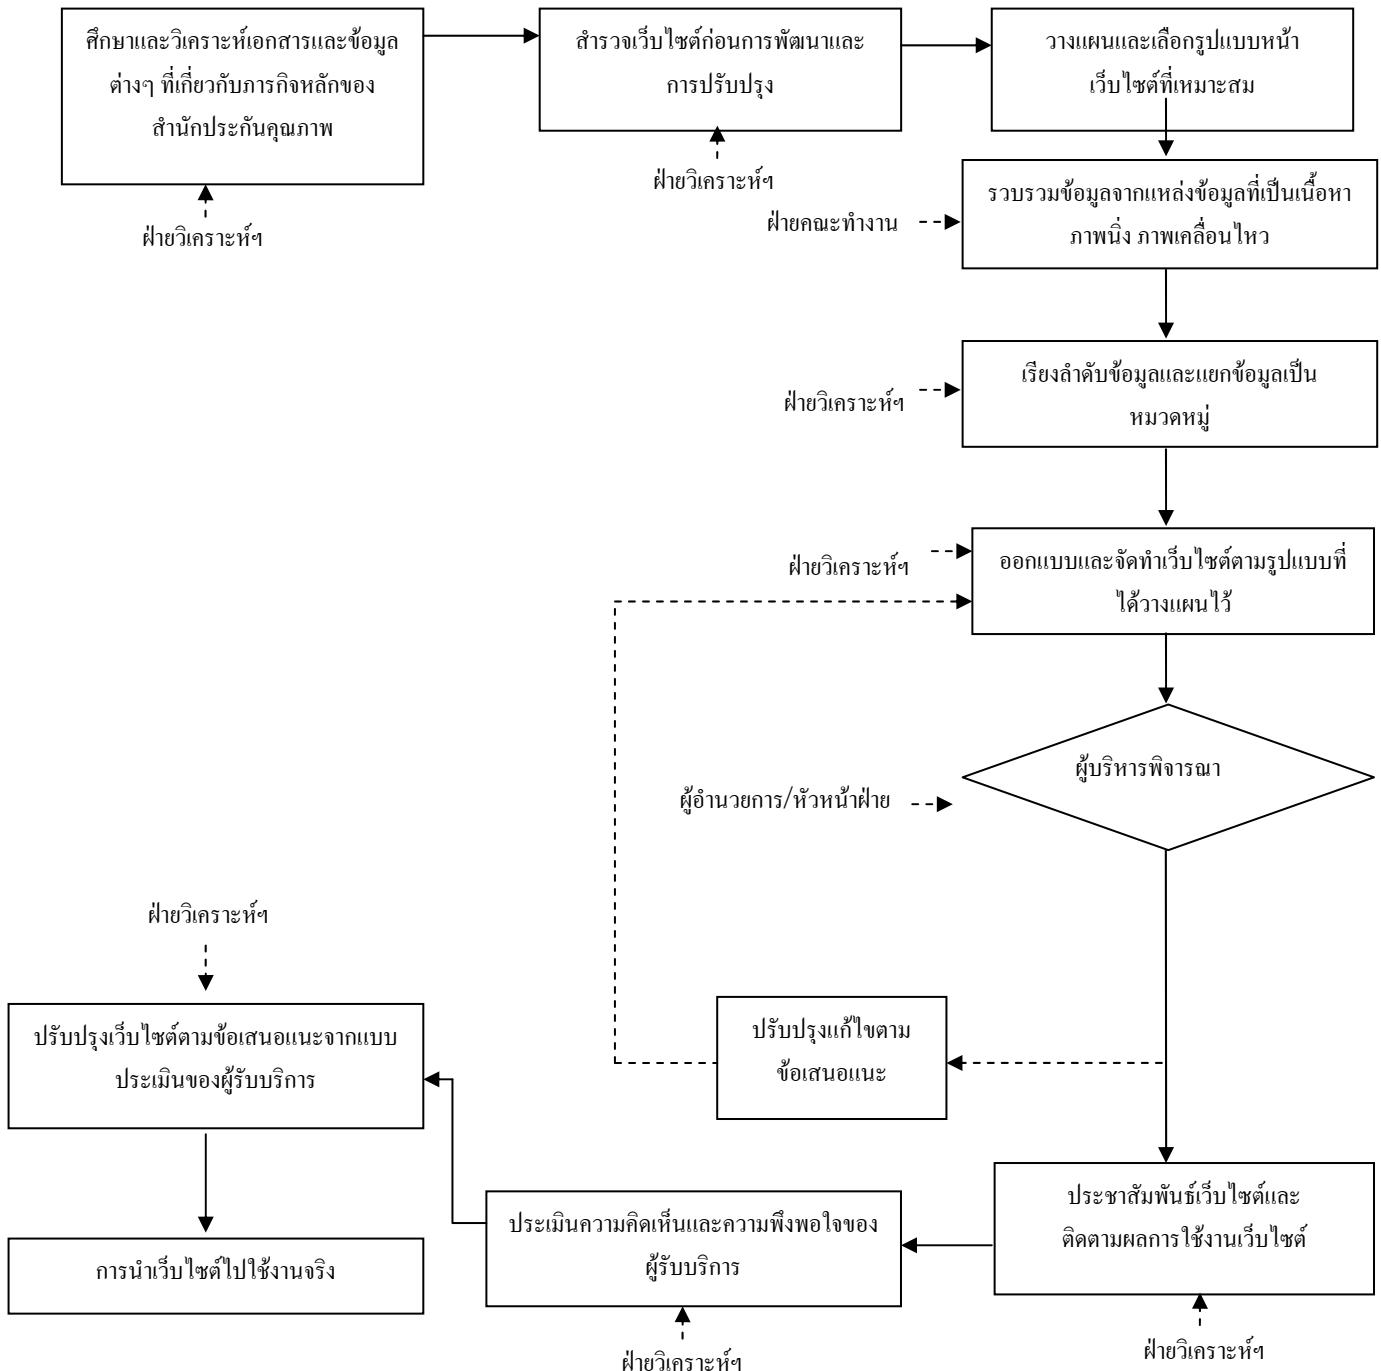 ศึกษาและวิเคราะห์เอกสารและข้อมูล
ต่างๆ ที่เกี่ยวกับภารกิจหลักของ
สำนักประกันคุณภาพ
ฝ่ายวิเคราะห์ฯ
สำรวจเว็บไซต์ก่อนการพัฒนาและ
การปรับปรุง
ฝ่ายวิเคราะห์ฯ
วางแผนและเลือกรูปแบบหน้า
เว็บไซต์ที่เหมาะสม
รวบรวมข้อมูลจากแหล่งข้อมูลที่เป็นเนื้อหา
ภาพนิ่ง ภาพเคลื่อนไหว
ฝ่ายคณะทำงาน
เรียงลำดับข้อมูลและแยกข้อมูลเป็น
หมวดหมู่
ฝ่ายวิเคราะห์ฯ
ออกแบบและจัดทำเว็บไซต์ตามรูปแบบที่
ได้วางแผนไว้
ฝ่ายวิเคราะห์ฯ
ผู้บริหารพิจารณา
ผู้อำนวยการ/หัวหน้าฝ่าย
ปรับปรุงแก้ไขตาม
ข้อเสนอแนะ
ประชาสัมพันธ์เว็บไซต์และ
ติดตามผลการใช้งานเว็บไซต์
ฝ่ายวิเคราะห์ฯ
ประเมินความคิดเห็นและความพึงพอใจของ
ผู้รับบริการ
ฝ่ายวิเคราะห์ฯ
ฝ่ายวิเคราะห์ฯ
ปรับปรุงเว็บไซต์ตามข้อเสนอแนะจากแบบ
ประเมินของผู้รับบริการ
การนำเว็บไซต์ไปใช้งานจริง